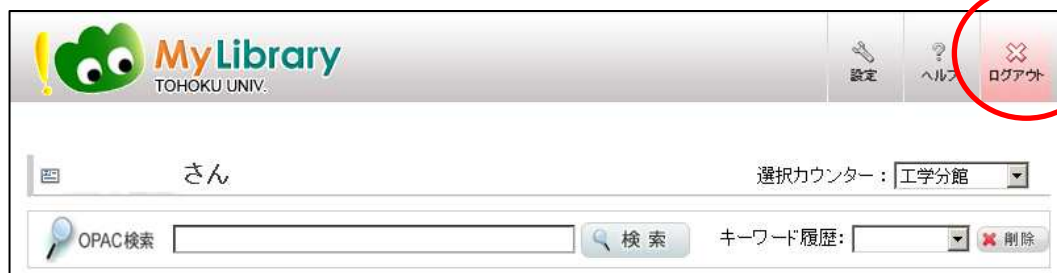 MyLibrary
TOHOKU UNIV.
設定
ヘルプ
ログアウト
さん
選択カウンター：工学分館
OPAC検索 検索 キーワード履歴: 削除